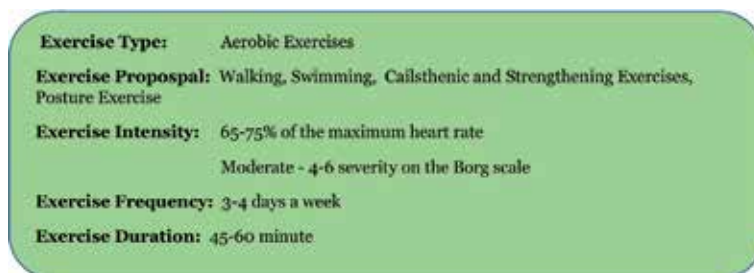 Exercise Type: Aerobic Exercises
Exercise Propospal: Walking, Swimming, Cailsthenic and Strengthening Exercises,
Posture Exercise
Exercise Intensity: 65-75% of the maximum heart rate
Moderate - 4-6 severity on the Borg scale
Exercise Frequency: 3-4 days a week
Exercise Duration: 45-60 minute